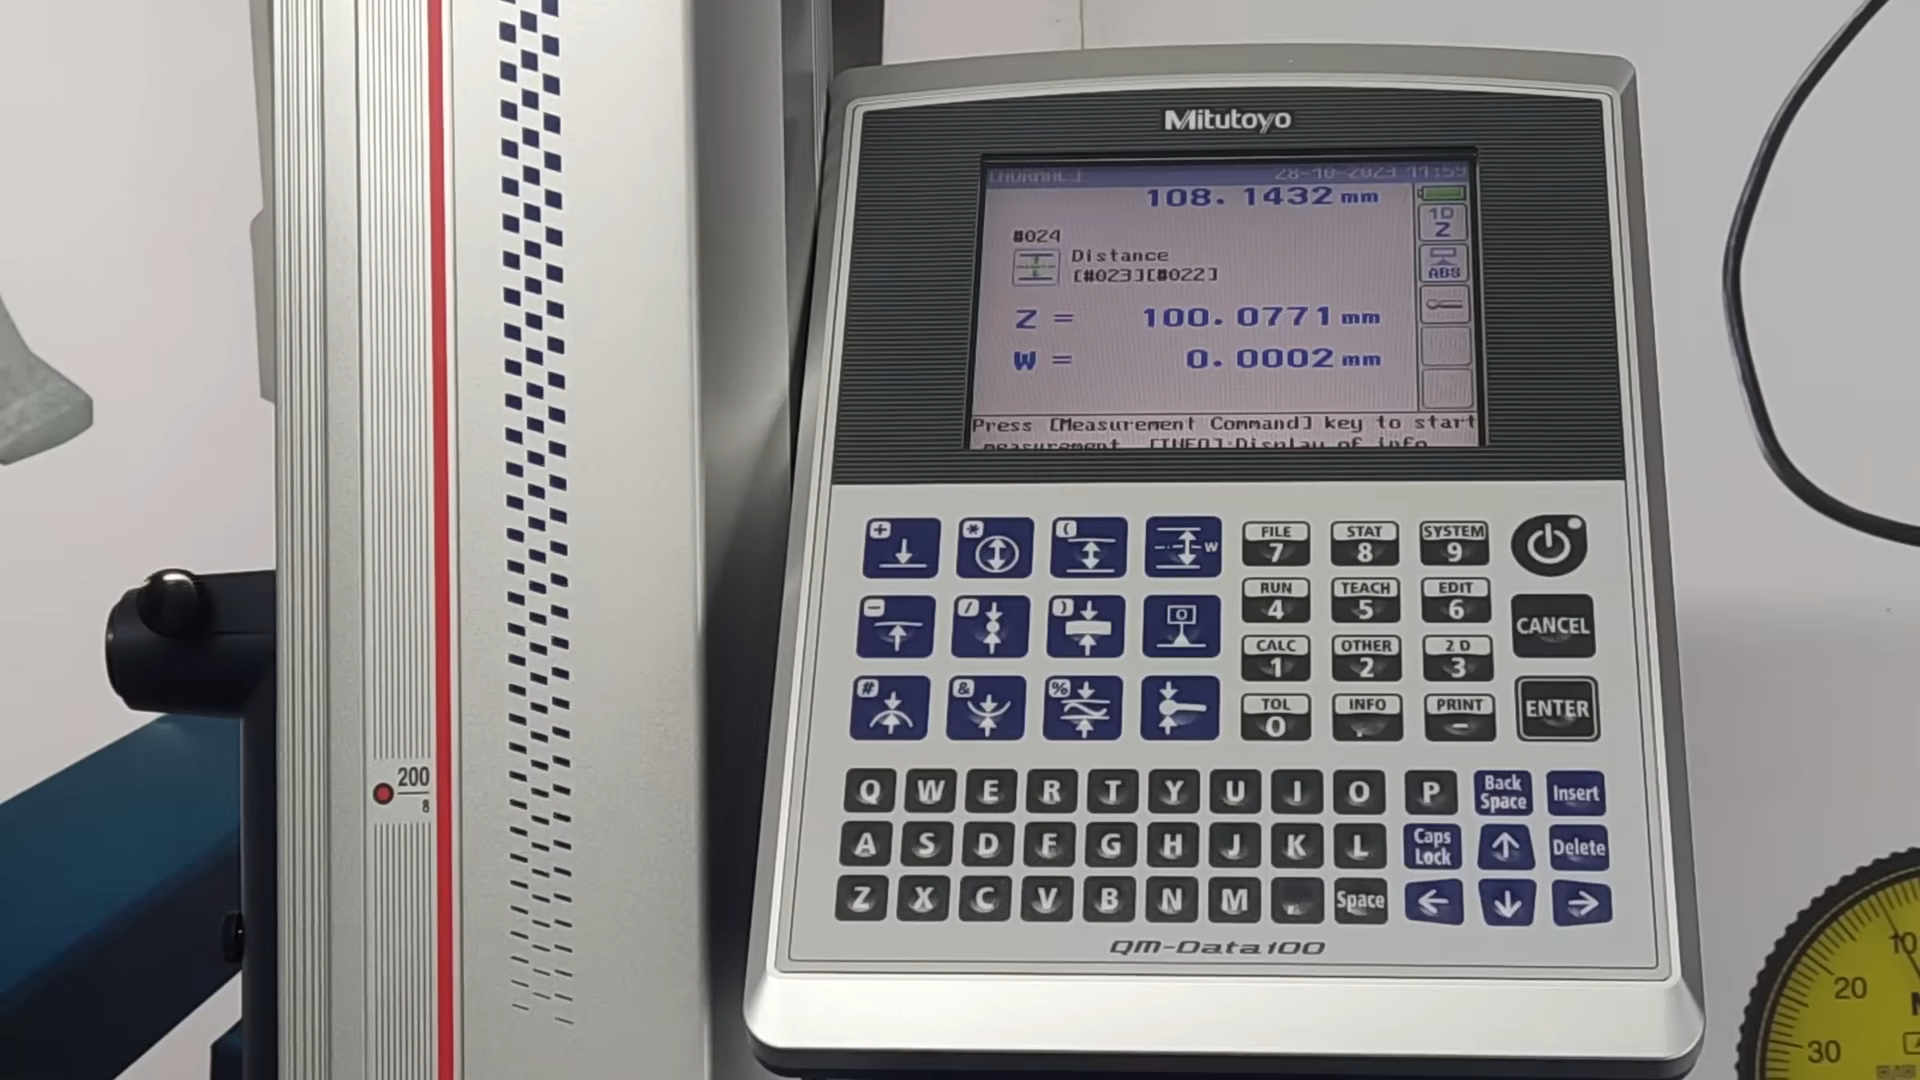 Mitutoyo
[NORMAL]
28-10-2023 11:59
108.1432 mm
1D
Z
#024
Distance
[#023][#022]
ABS
Z = 100.0771 mm
W = 0.0002 mm
Press [Measurement Command] key to start
measurement [INFO]:Display of info
+ * ( W
FILE 7 STAT 8 SYSTEM 9
RUN 4 TEACH 5 EDIT 6
- / ) 0
CANCEL
CALC 1 OTHER 2 2 D 3
# & %
TOL 0 INFO . PRINT -
ENTER
200
8
Q W E R T Y U I O P Back Space Insert
A S D F G H J K L Caps Lock ↑ Delete
Z X C V B N M . Space ← ↓ →
QM-Data100
10
20
30